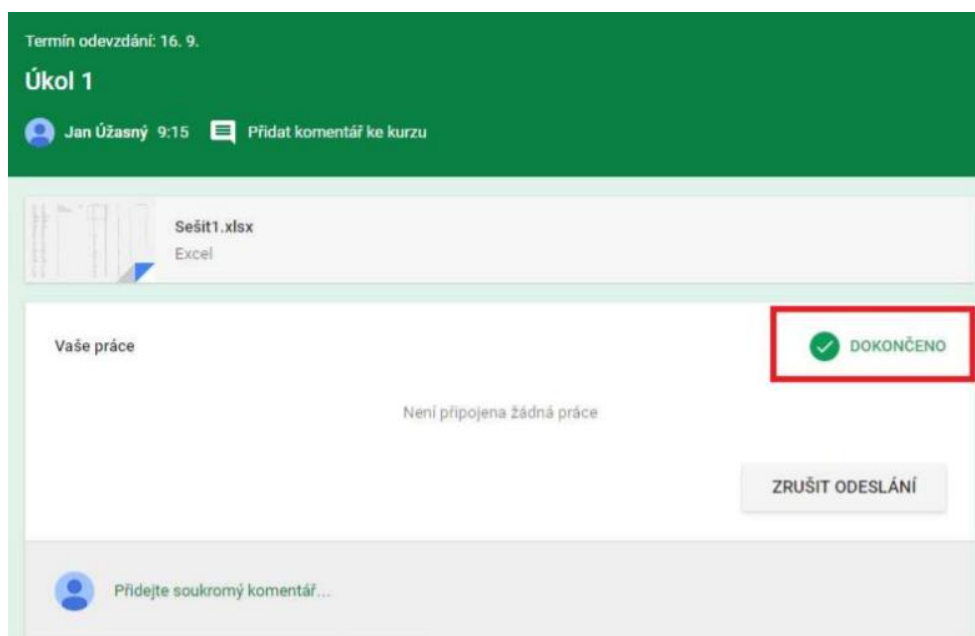 Termín odevzdání: 16. 9.
Úkol 1
Jan Úžasný 9:15 Přidat komentář ke kurzu
Sešit1.xlsx
Excel
Vaše práce DOKONČENO
Není připojena žádná práce
ZRUŠIT ODESLÁNÍ
Přidejte soukromý komentář...